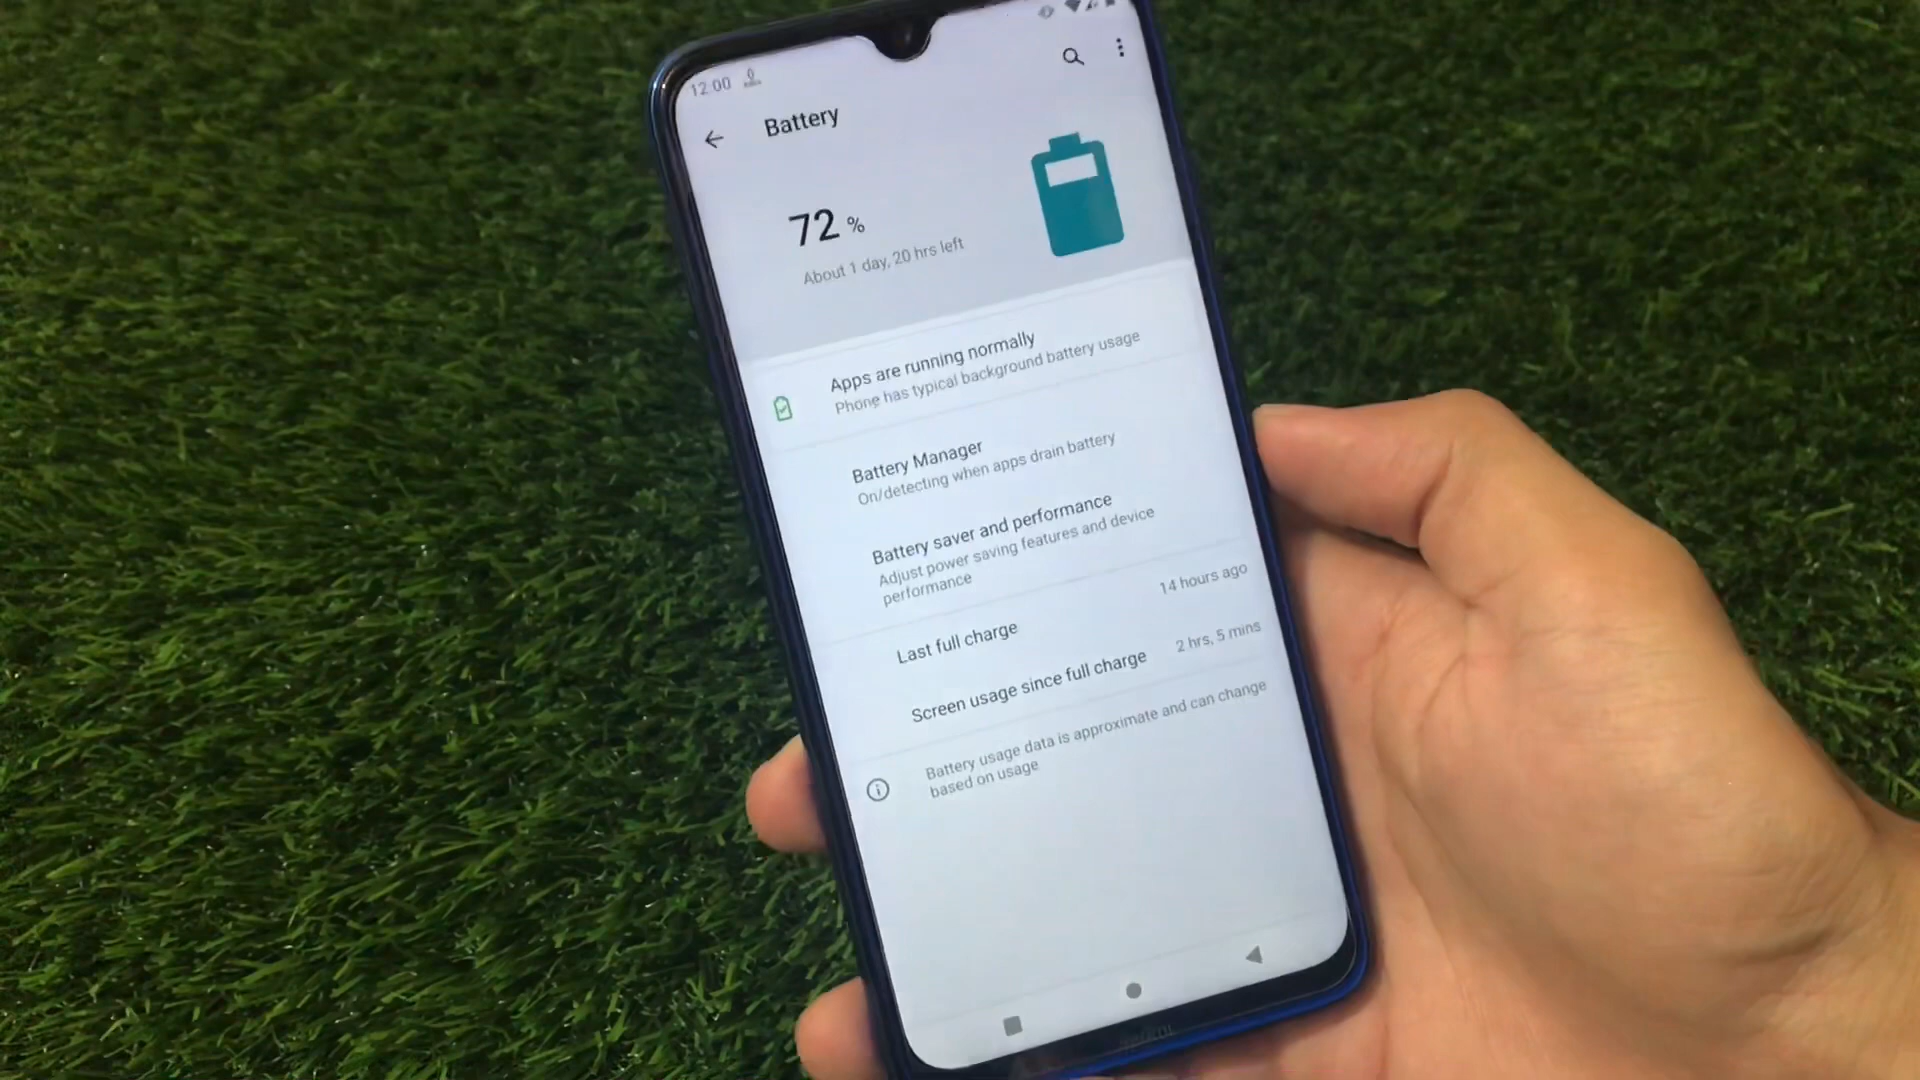 12:00
Battery
72 %
About 1 day, 20 hrs left
Apps are running normally
Phone has typical background battery usage
Battery Manager
On/detecting when apps drain battery
Battery saver and performance
Adjust power saving features and device
performance
Last full charge 14 hours ago
Screen usage since full charge 2 hrs, 5 mins
Battery usage data is approximate and can change
based on usage